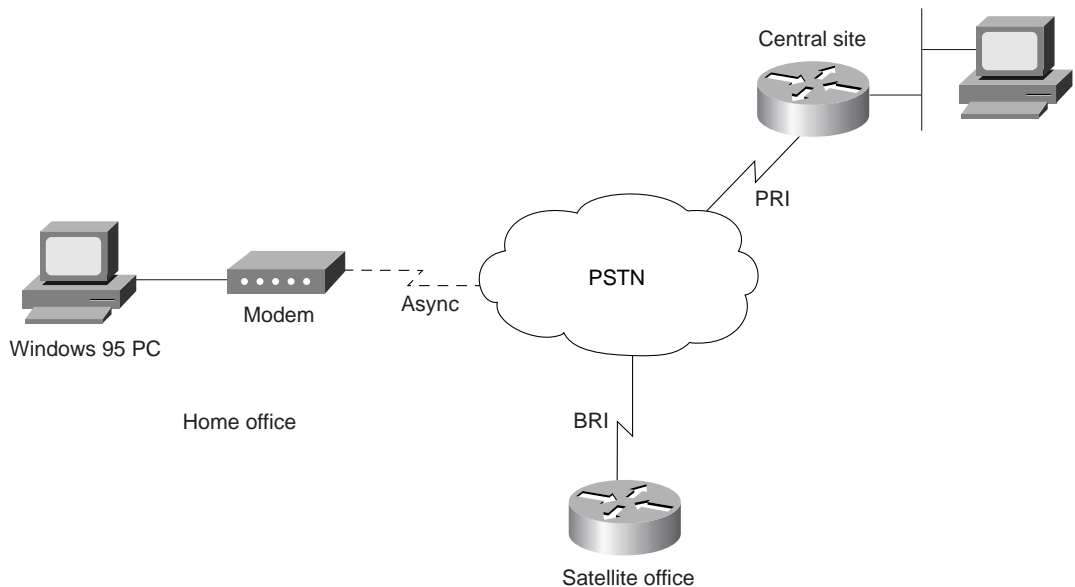 Central site
PRI
PSTN
Async
Modem
Windows 95 PC
Home office
BRI
Satellite office